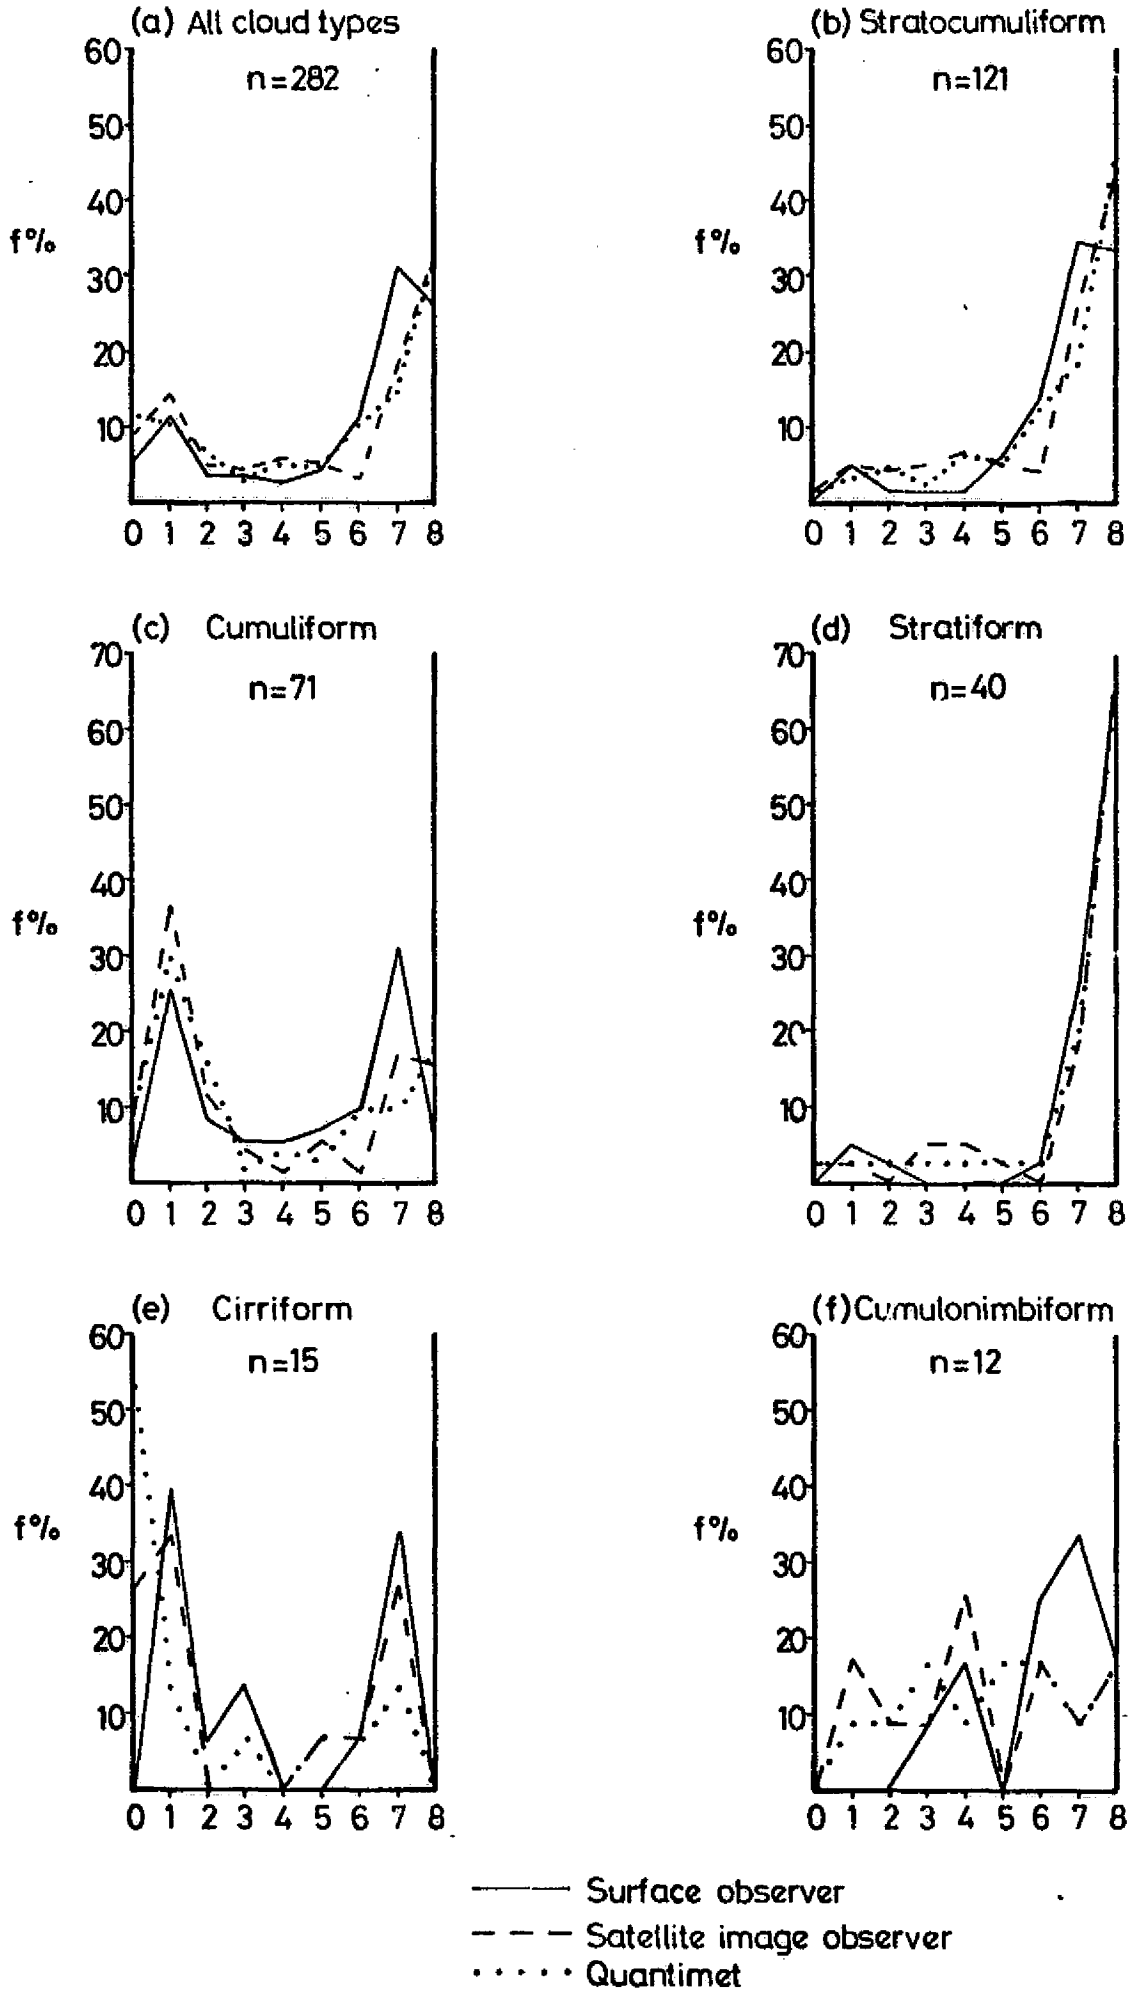 (a) All cloud types
n=282
60
50
40
30
20
10
f%
0 1 2 3 4 5 6 7 8
(b) Stratocumuliform
n=121
60
50
40
30
20
10
f%
0 1 2 3 4 5 6 7 8
(c) Cumuliform
n=71
70
60
50
40
30
20
10
f%
0 1 2 3 4 5 6 7 8
(d) Stratiform
n=40
70
60
50
40
30
20
10
f%
0 1 2 3 4 5 6 7 8
(e) Cirriform
n=15
60
50
40
30
20
10
f%
0 1 2 3 4 5 6 7 8
(f) Cumulonimbiform
n=12
60
50
40
30
20
10
f%
0 1 2 3 4 5 6 7 8
Surface observer
Satellite image observer
Quantimet